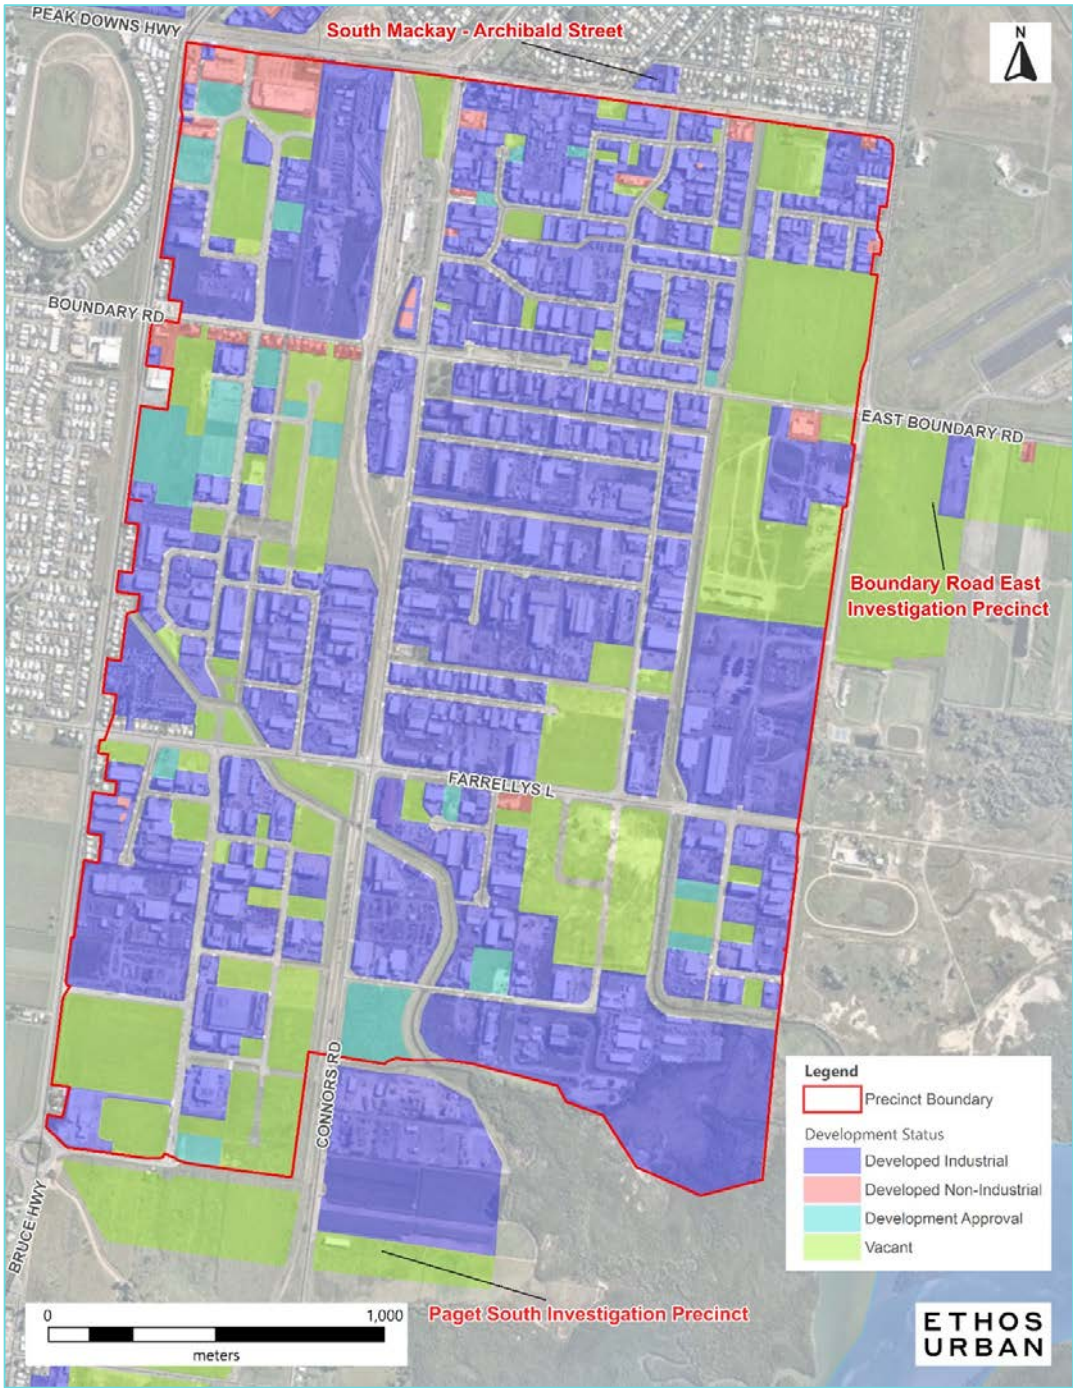 PEAK DOWNS HWY
South Mackay - Archibald Street
N
BOUNDARY RD
EAST BOUNDARY RD
Boundary Road East
Investigation Precinct
FARRELLYS L
CONNORS RD
BRUCE HWY
Paget South Investigation Precinct
Legend
Precinct Boundary
Development Status
Developed Industrial
Developed Non-Industrial
Development Approval
Vacant
0 1,000
meters
ETHOS
URBAN